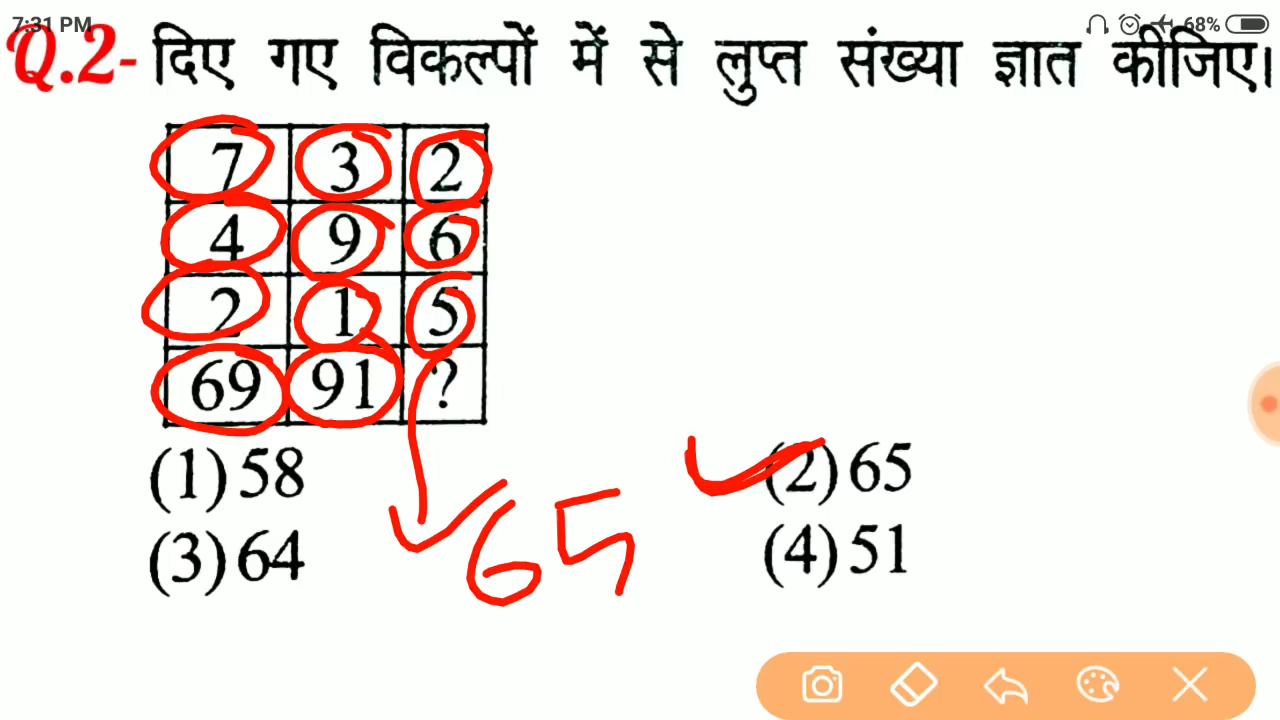 7:31 PM 68%
Q.2- दिए गए विकल्पों में से लुप्त संख्या ज्ञात कीजिए।
7 3 2
4 9 6
2 1 5
69 91 ?
(1) 58 (2) 65
(3) 64 (4) 51
65